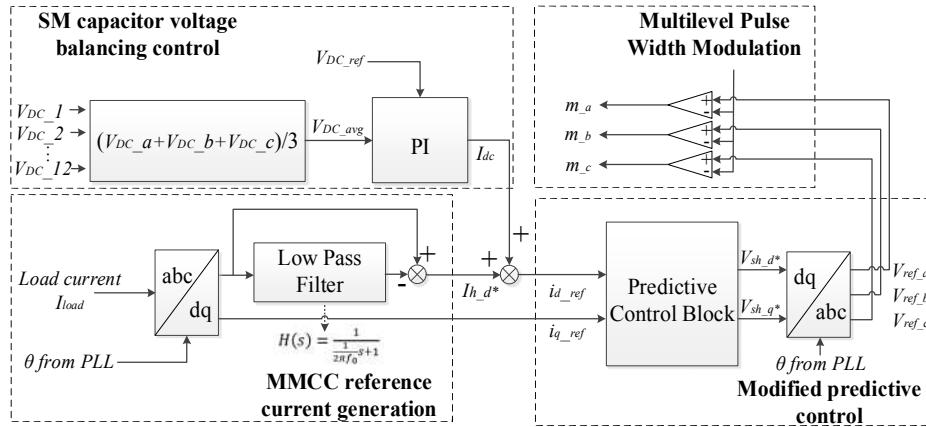 SM capacitor voltage
balancing control
V_DC_ref
V_DC_1
V_DC_2
⋮
V_DC_12
(V_DC_a+V_DC_b+V_DC_c)/3
V_DC_avg
PI
I_dc
Multilevel Pulse
Width Modulation
m_a
+
-
m_b
+
-
m_c
+
-
Load current
I_load
abc
dq
θ from PLL
Low Pass
Filter
H(s) = 1 / (1/(2πf₀) s+1)
+
-
I_h_d*
+
+
MMCC reference
current generation
i_d_ref
i_q_ref
Predictive
Control Block
V_sh_d*
V_sh_q*
dq
abc
V_ref_a
V_ref_b
V_ref_c
θ from PLL
Modified predictive
control